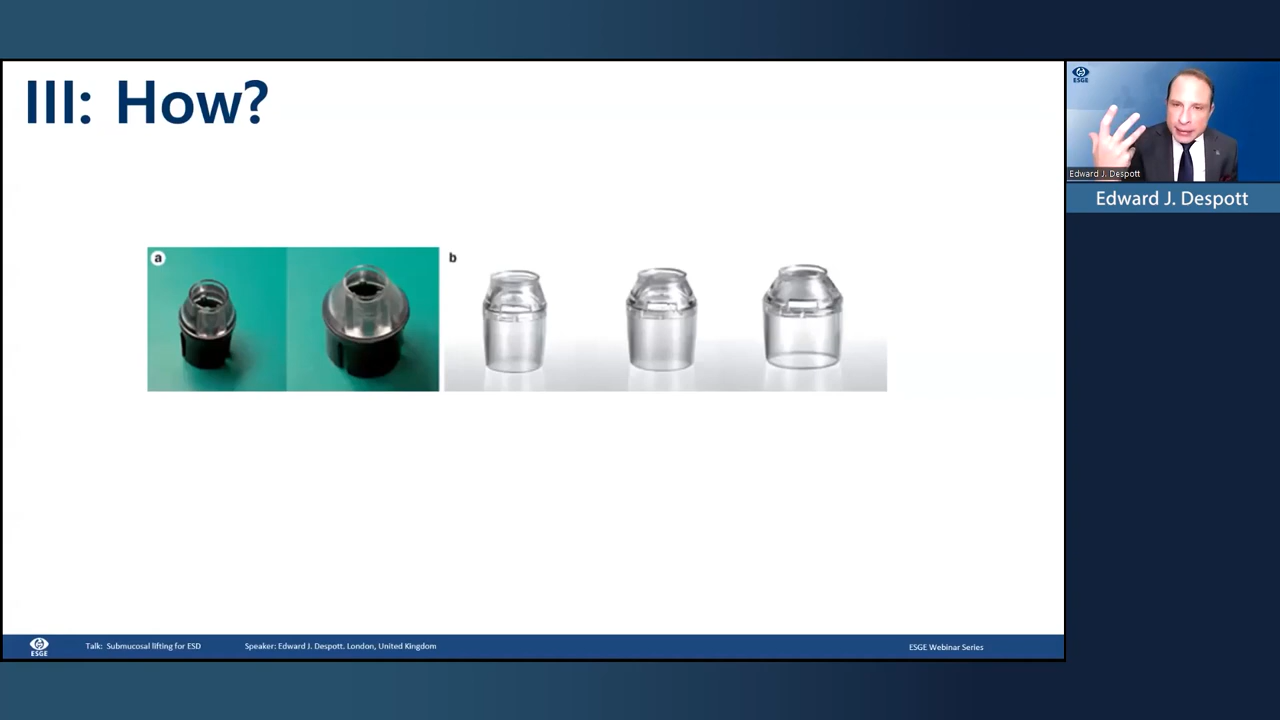 III: How?
a
b
ESGE
Edward J. Despott
Edward J. Despott
ESGE
Talk: Submucosal lifting for ESD
Speaker: Edward J. Despott. London, United Kingdom
ESGE Webinar Series